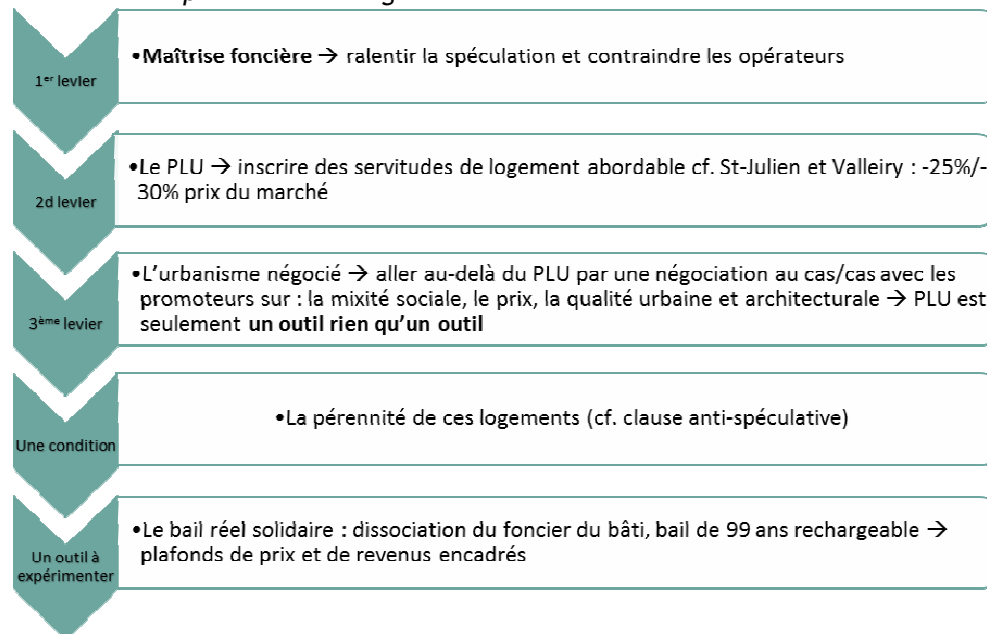 1er levier
•Maîtrise foncière → ralentir la spéculation et contraindre les opérateurs
2d levier
•Le PLU → inscrire des servitudes de logement abordable cf. St-Julien et Valleiry : -25%/-
30% prix du marché
3ème levier
•L’urbanisme négocié → aller au-delà du PLU par une négociation au cas/cas avec les
promoteurs sur : la mixité sociale, le prix, la qualité urbaine et architecturale → PLU est
seulement un outil rien qu’un outil
Une condition
•La pérennité de ces logements (cf. clause anti-spéculative)
Un outil à
expérimenter
•Le bail réel solidaire : dissociation du foncier du bâti, bail de 99 ans rechargeable →
plafonds de prix et de revenus encadrés